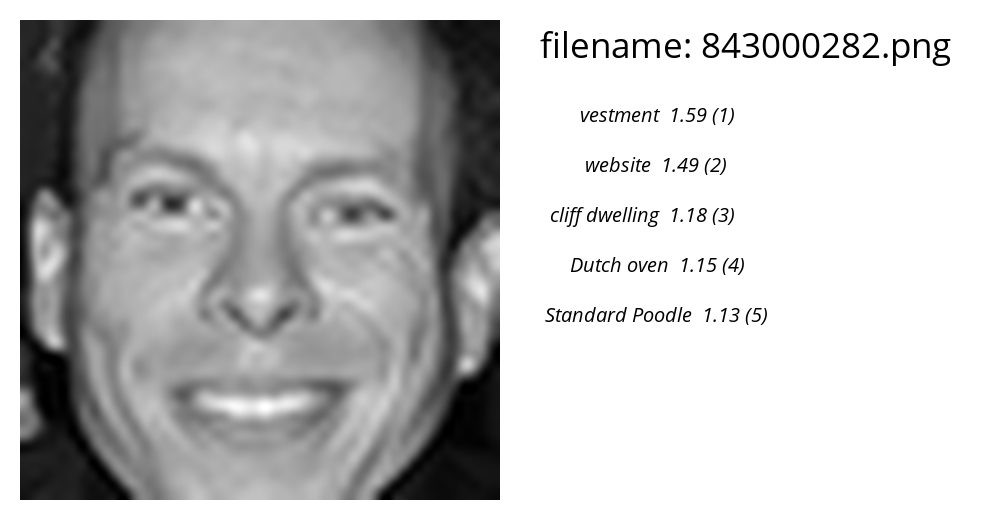 filename: 843000282.png
vestment 1.59 (1)
website 1.49 (2)
cliff dwelling 1.18 (3)
Dutch oven 1.15 (4)
Standard Poodle 1.13 (5)